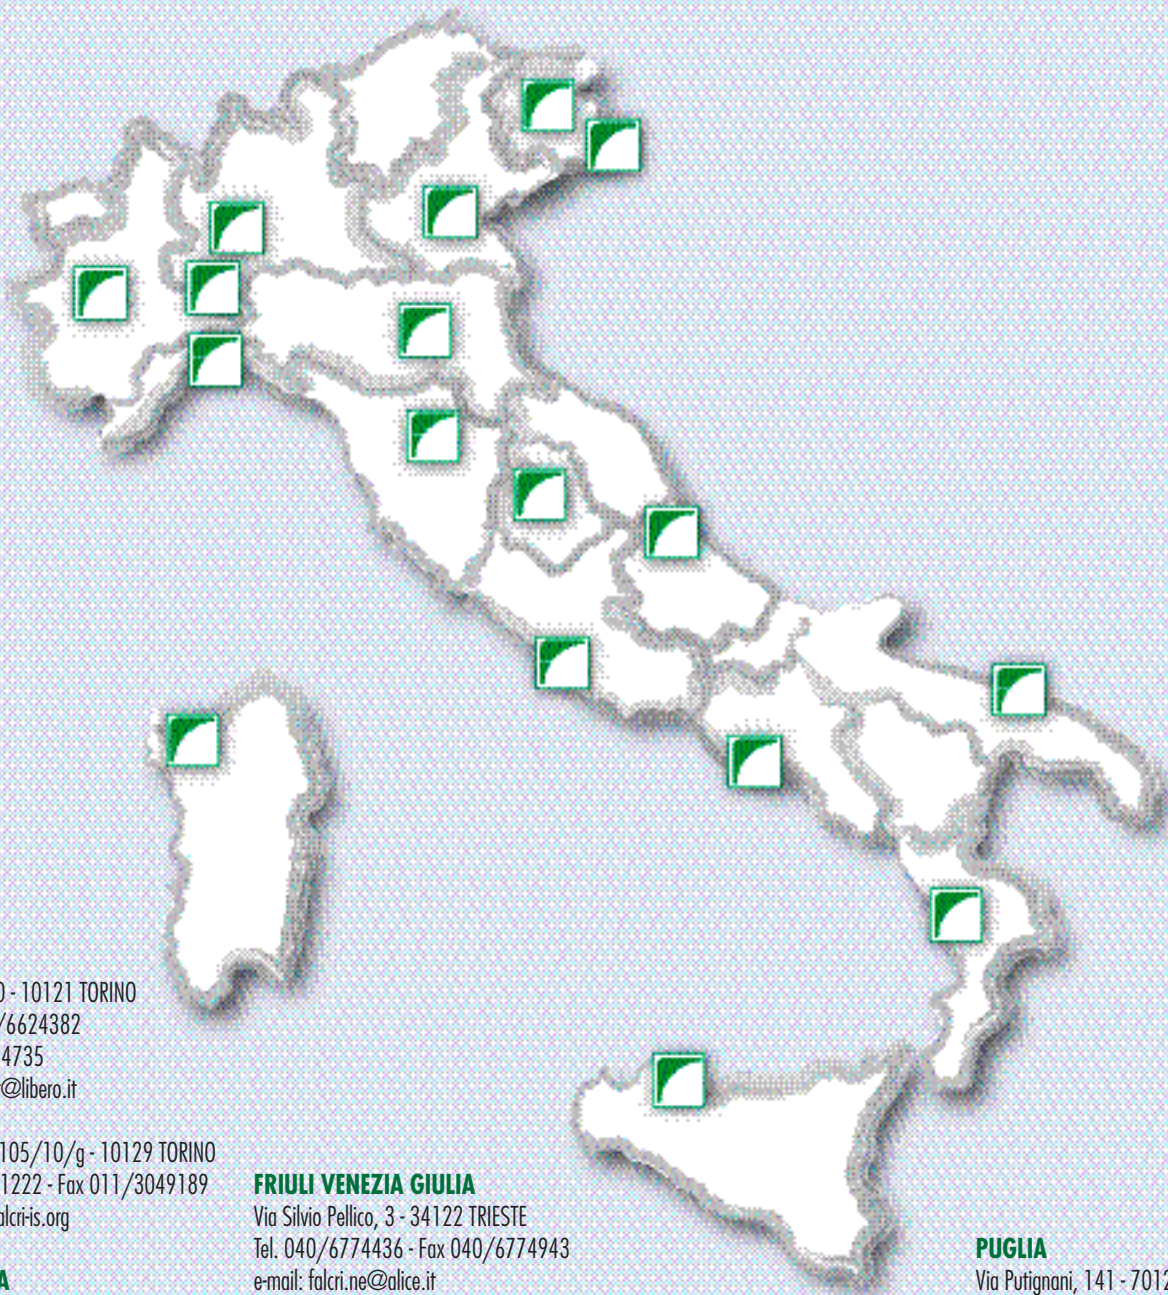 0 - 10121 TORINO
/6624382
4735
r@libero.it
105/10/g - 10129 TORINO
1222 - Fax 011/3049189
alcri-is.org
A
FRIULI VENEZIA GIULIA
Via Silvio Pellico, 3 - 34122 TRIESTE
Tel. 040/6774436 - Fax 040/6774943
e-mail: falcri.ne@alice.it
PUGLIA
Via Putignani, 141 - 7012